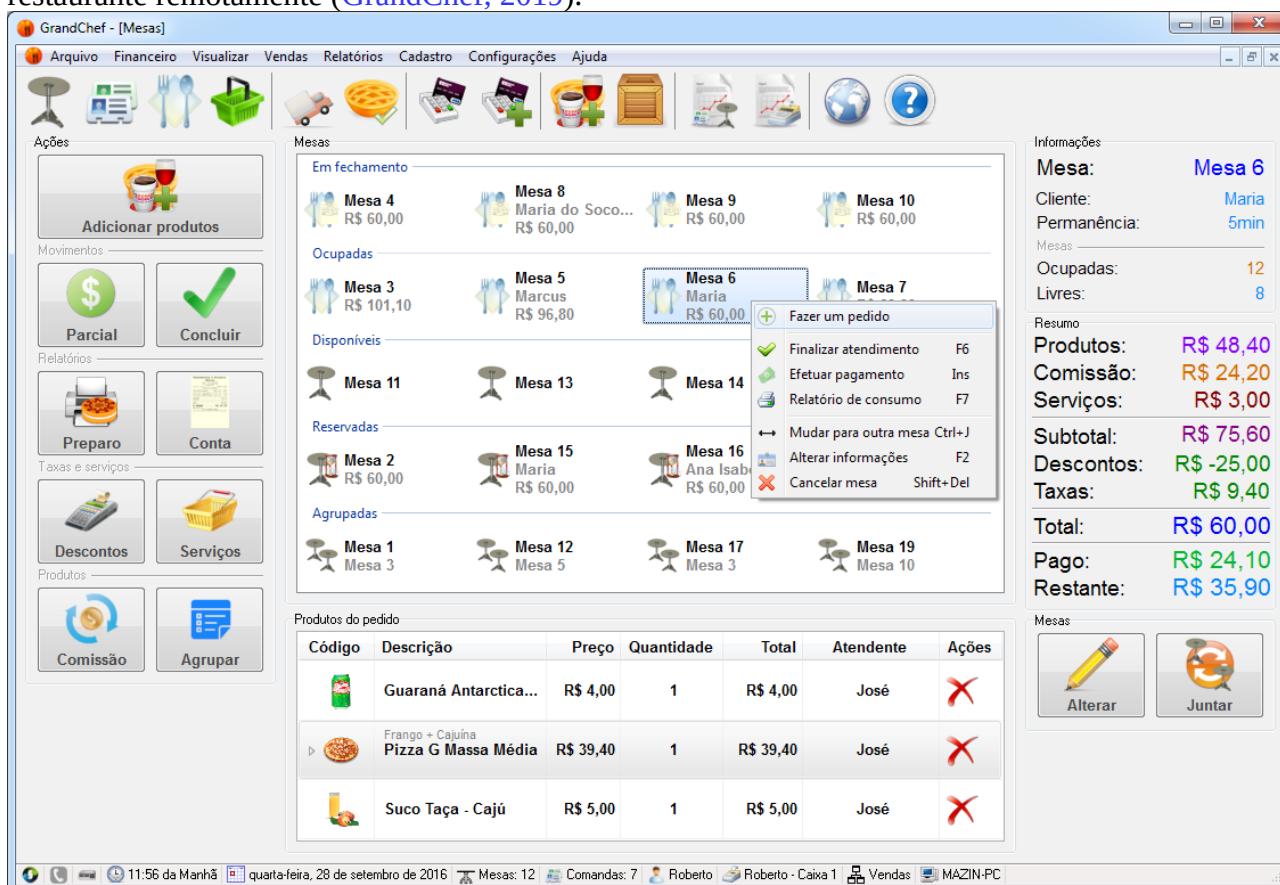 restaurante remotamente (GrandChef, 2015).
GrandChef - [Mesas]
Arquivo Financeiro Visualizar Vendas Relatórios Cadastro Configurações Ajuda
Ações
Adicionar produtos
Movimentos
Parcial Concluir
Relatórios
Preparo Conta
Taxas e serviços
Descontos Serviços
Produtos
Comissão Agrupar
Mesas
Em fechamento
Mesa 4 Mesa 8 Mesa 9 Mesa 10
R$ 60,00 Maria do Soco... R$ 60,00 R$ 60,00
R$ 60,00
Ocupadas
Mesa 3 Mesa 5 Mesa 6 Mesa 7
R$ 101,10 Marcus Maria
R$ 96,80 R$ 60,00
Disponíveis
Mesa 11 Mesa 13 Mesa 14
Reservadas
Mesa 2 Mesa 15 Mesa 16
R$ 60,00 Maria Ana Isab
R$ 60,00 R$ 60,00
Agrupadas
Mesa 1 Mesa 12 Mesa 17 Mesa 19
Mesa 3 Mesa 5 Mesa 3 Mesa 10
Fazer um pedido
Finalizar atendimento F6
Efetuar pagamento Ins
Relatório de consumo F7
Mudar para outra mesa Ctrl+J
Alterar informações F2
Cancelar mesa Shift+Del
Produtos do pedido
Código Descrição Preço Quantidade Total Atendente Ações
Guaraná Antarctica... R$ 4,00 1 R$ 4,00 José
Frango + Cajuína
Pizza G Massa Média R$ 39,40 1 R$ 39,40 José
Suco Taça - Cajú R$ 5,00 1 R$ 5,00 José
Informações
Mesa: Mesa 6
Cliente: Maria
Permanência: 5min
Mesas
Ocupadas: 12
Livres: 8
Resumo
Produtos: R$ 48,40
Comissão: R$ 24,20
Serviços: R$ 3,00
Subtotal: R$ 75,60
Descontos: R$ -25,00
Taxas: R$ 9,40
Total: R$ 60,00
Pago: R$ 24,10
Restante: R$ 35,90
Mesas
Alterar Juntar
11:56 da Manhã quarta-feira, 28 de setembro de 2016 Mesas: 12 Comandas: 7 Roberto Roberto - Caixa 1 Vendas MAZIN-PC